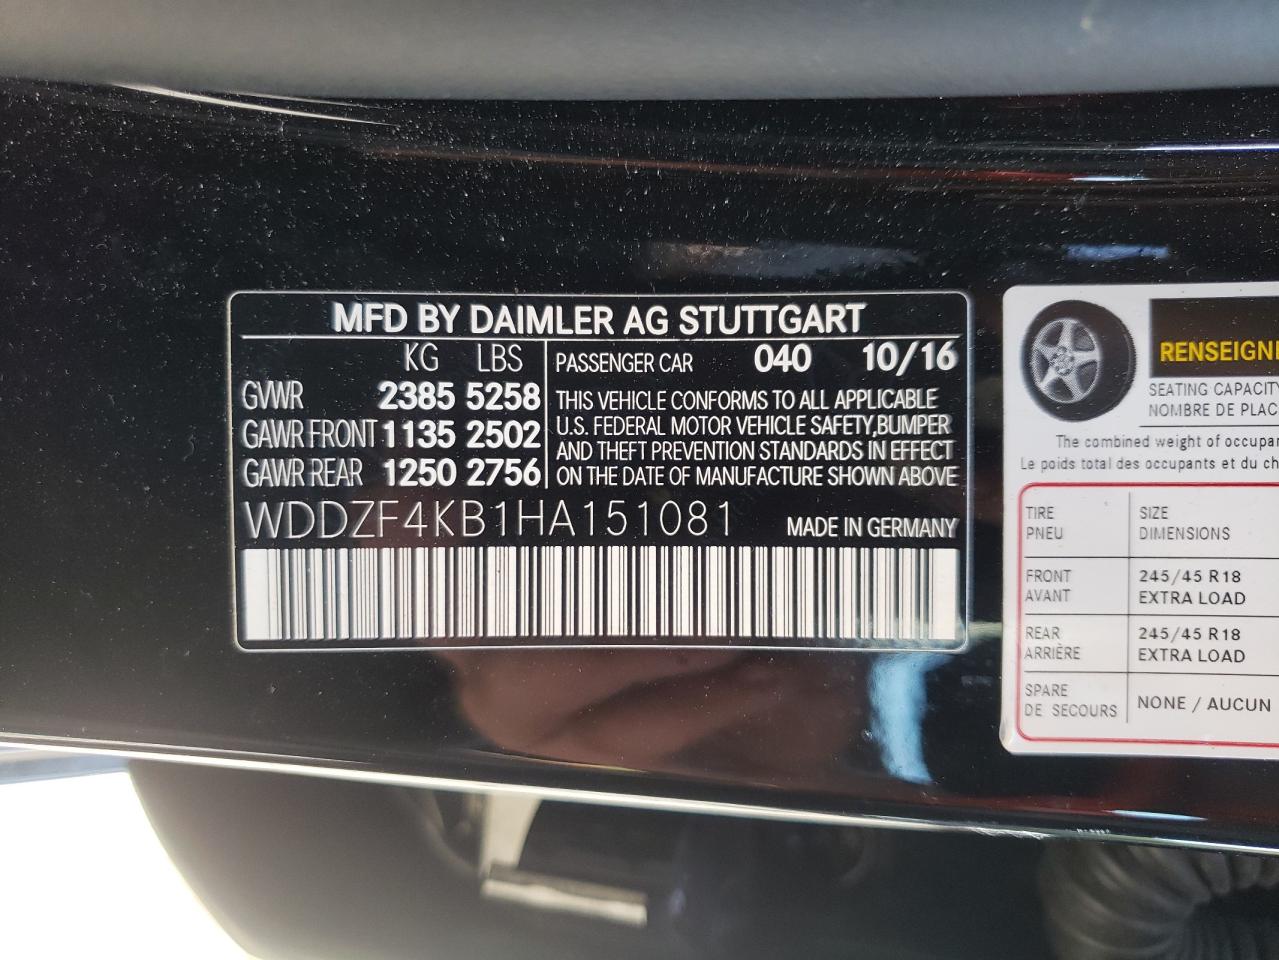 MFD BY DAIMLER AG STUTTGART
KG LBS
GVWR 2385 5258
GAWR FRONT 1135 2502
GAWR REAR 1250 2756
PASSENGER CAR 040 10/16
THIS VEHICLE CONFORMS TO ALL APPLICABLE
U.S. FEDERAL MOTOR VEHICLE SAFETY, BUMPER
AND THEFT PREVENTION STANDARDS IN EFFECT
ON THE DATE OF MANUFACTURE SHOWN ABOVE
WDDZF4KB1HA151081 MADE IN GERMANY
RENSEIGNE
SEATING CAPACITY
NOMBRE DE PLAC
The combined weight of occupan
Le poids total des occupants et du ch
TIRE SIZE
PNEU DIMENSIONS
FRONT 245/45 R18
AVANT EXTRA LOAD
REAR 245/45 R18
ARRIÈRE EXTRA LOAD
SPARE NONE / AUCUN
DE SECOURS